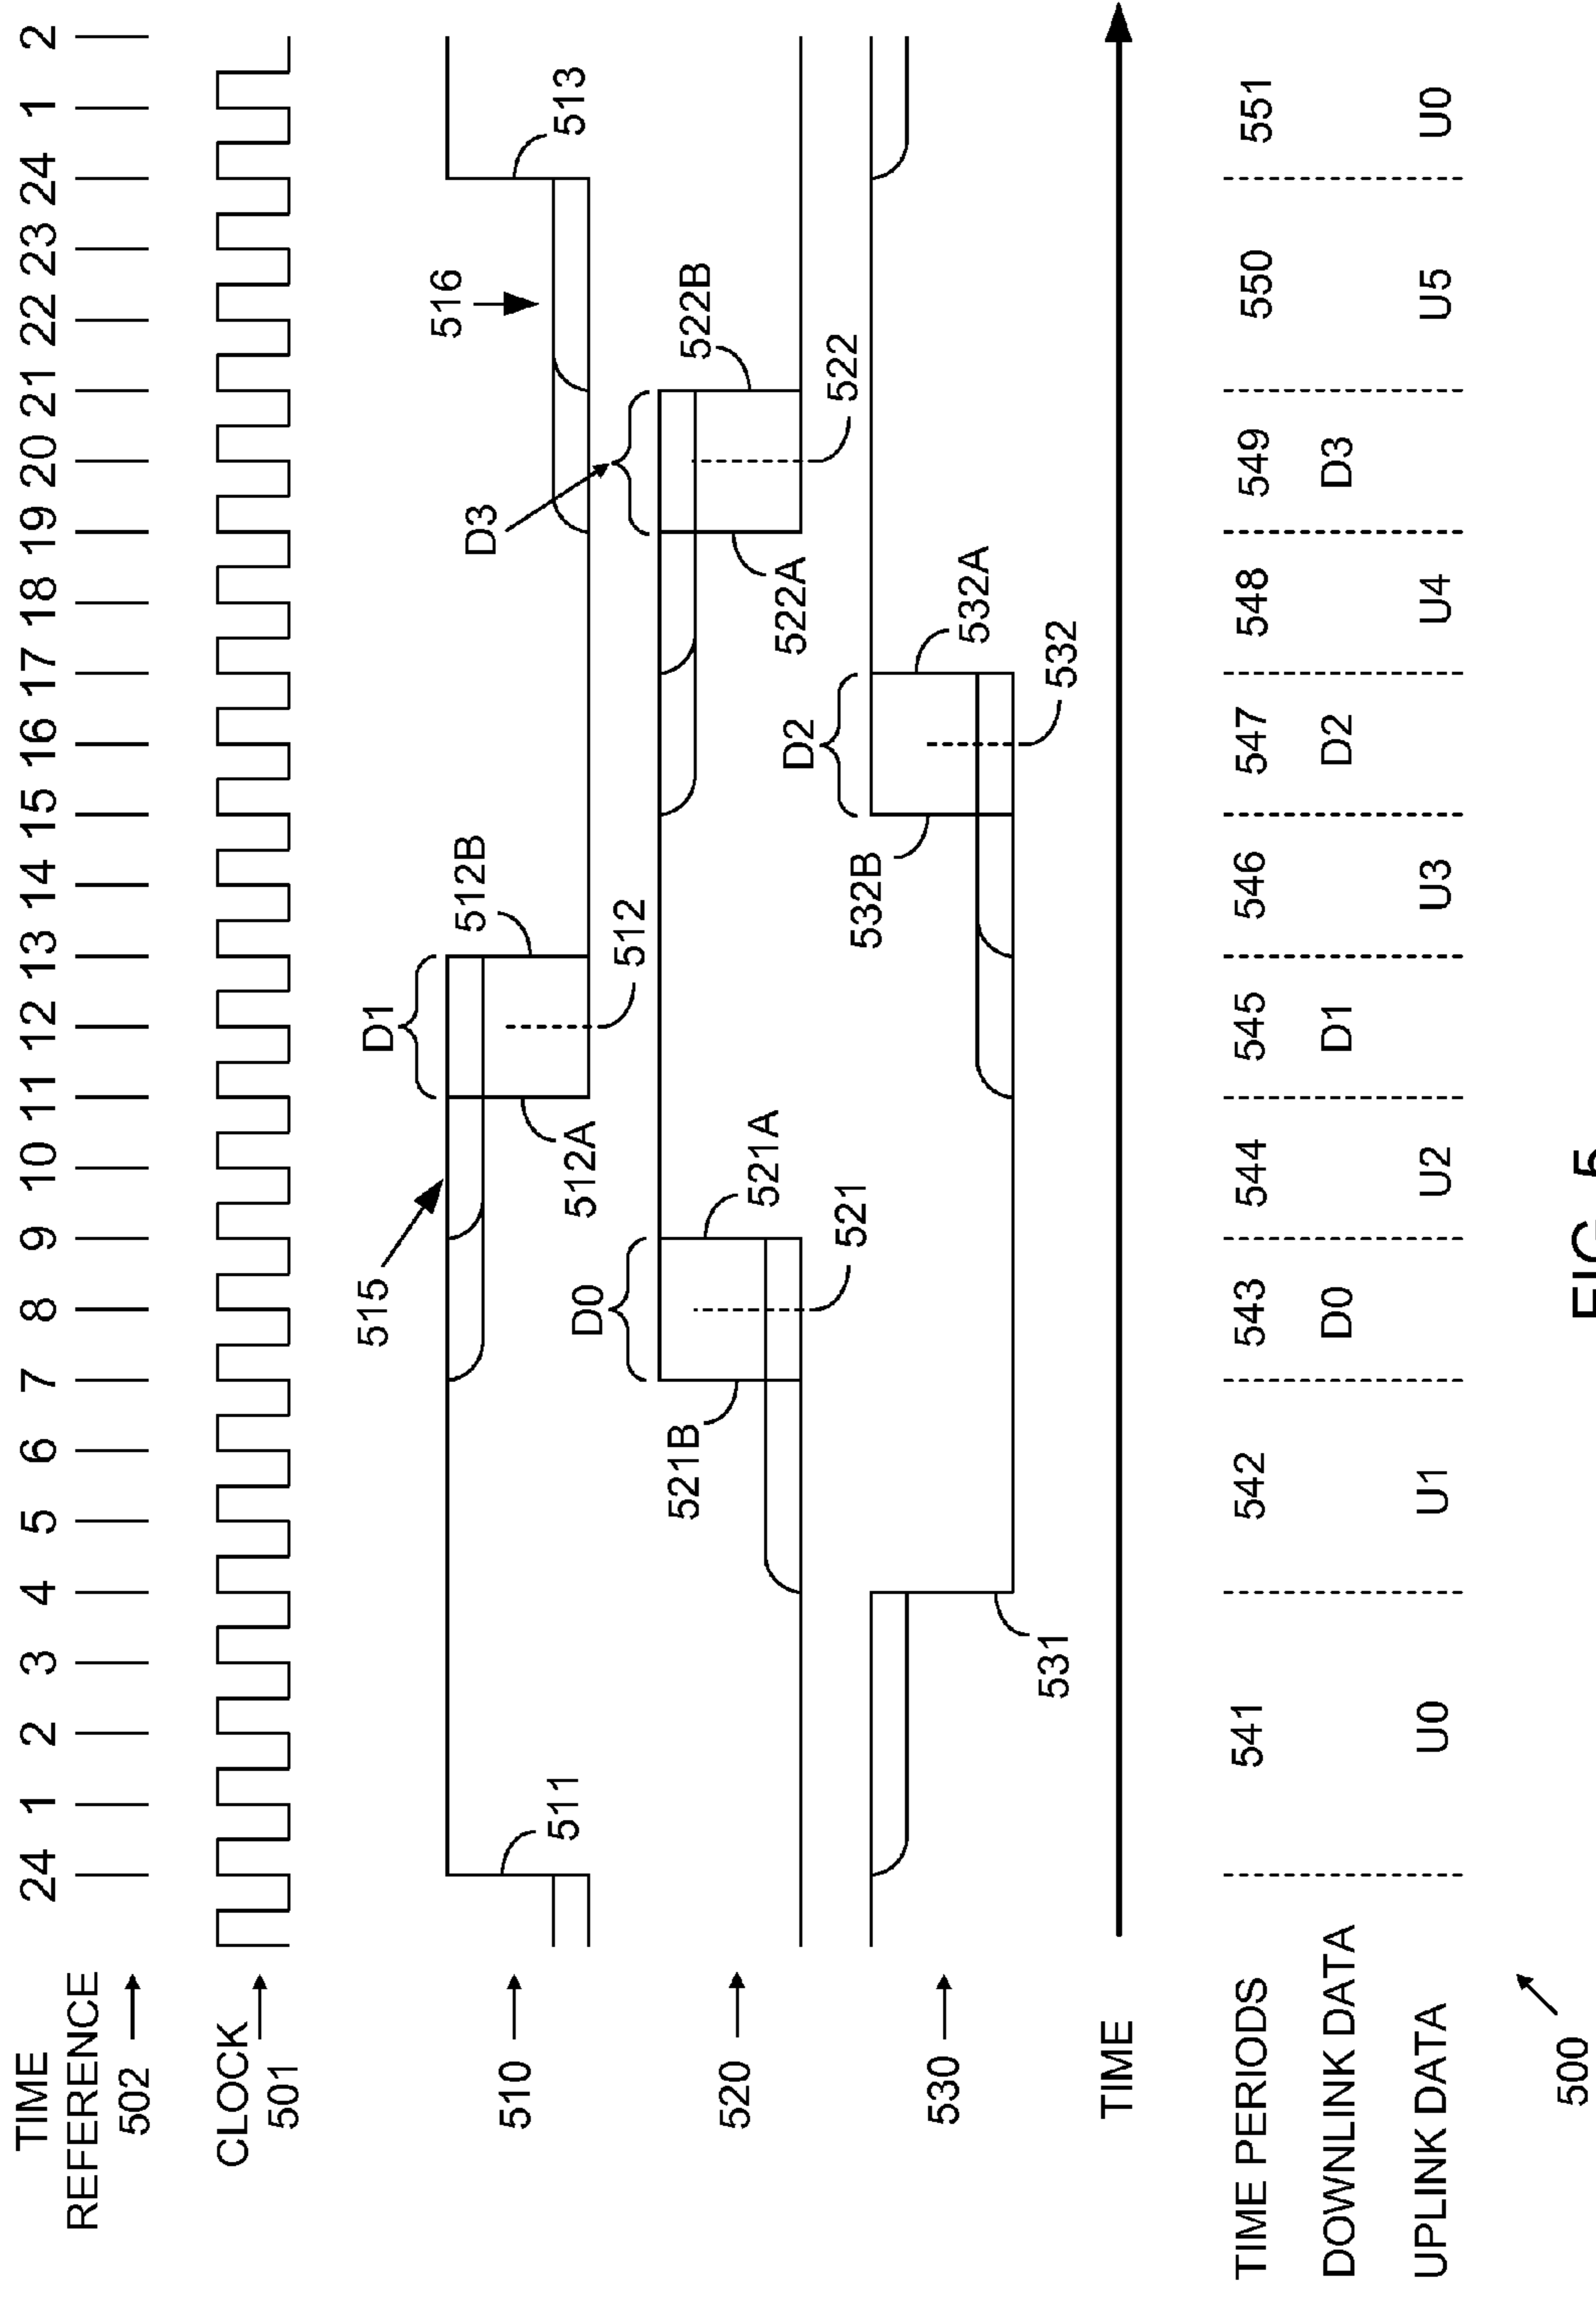 TIME REFERENCE 502
24 1 2 3 4 5 6 7 8 9 10 11 12 13 14 15 16 17 18 19 20 21 22 23 24 1 2
CLOCK 501
510
511
515
D1
512A
512B
512
516
513
520
521B
D0
521A
521
D3
522A
522B
522
530
531
532B
D2
532A
532
TIME
TIME PERIODS 541 542 543 544 545 546 547 548 549 550 551
DOWNLINK DATA D0 D1 D2 D3
UPLINK DATA U0 U1 U2 U3 U4 U5 U0
500